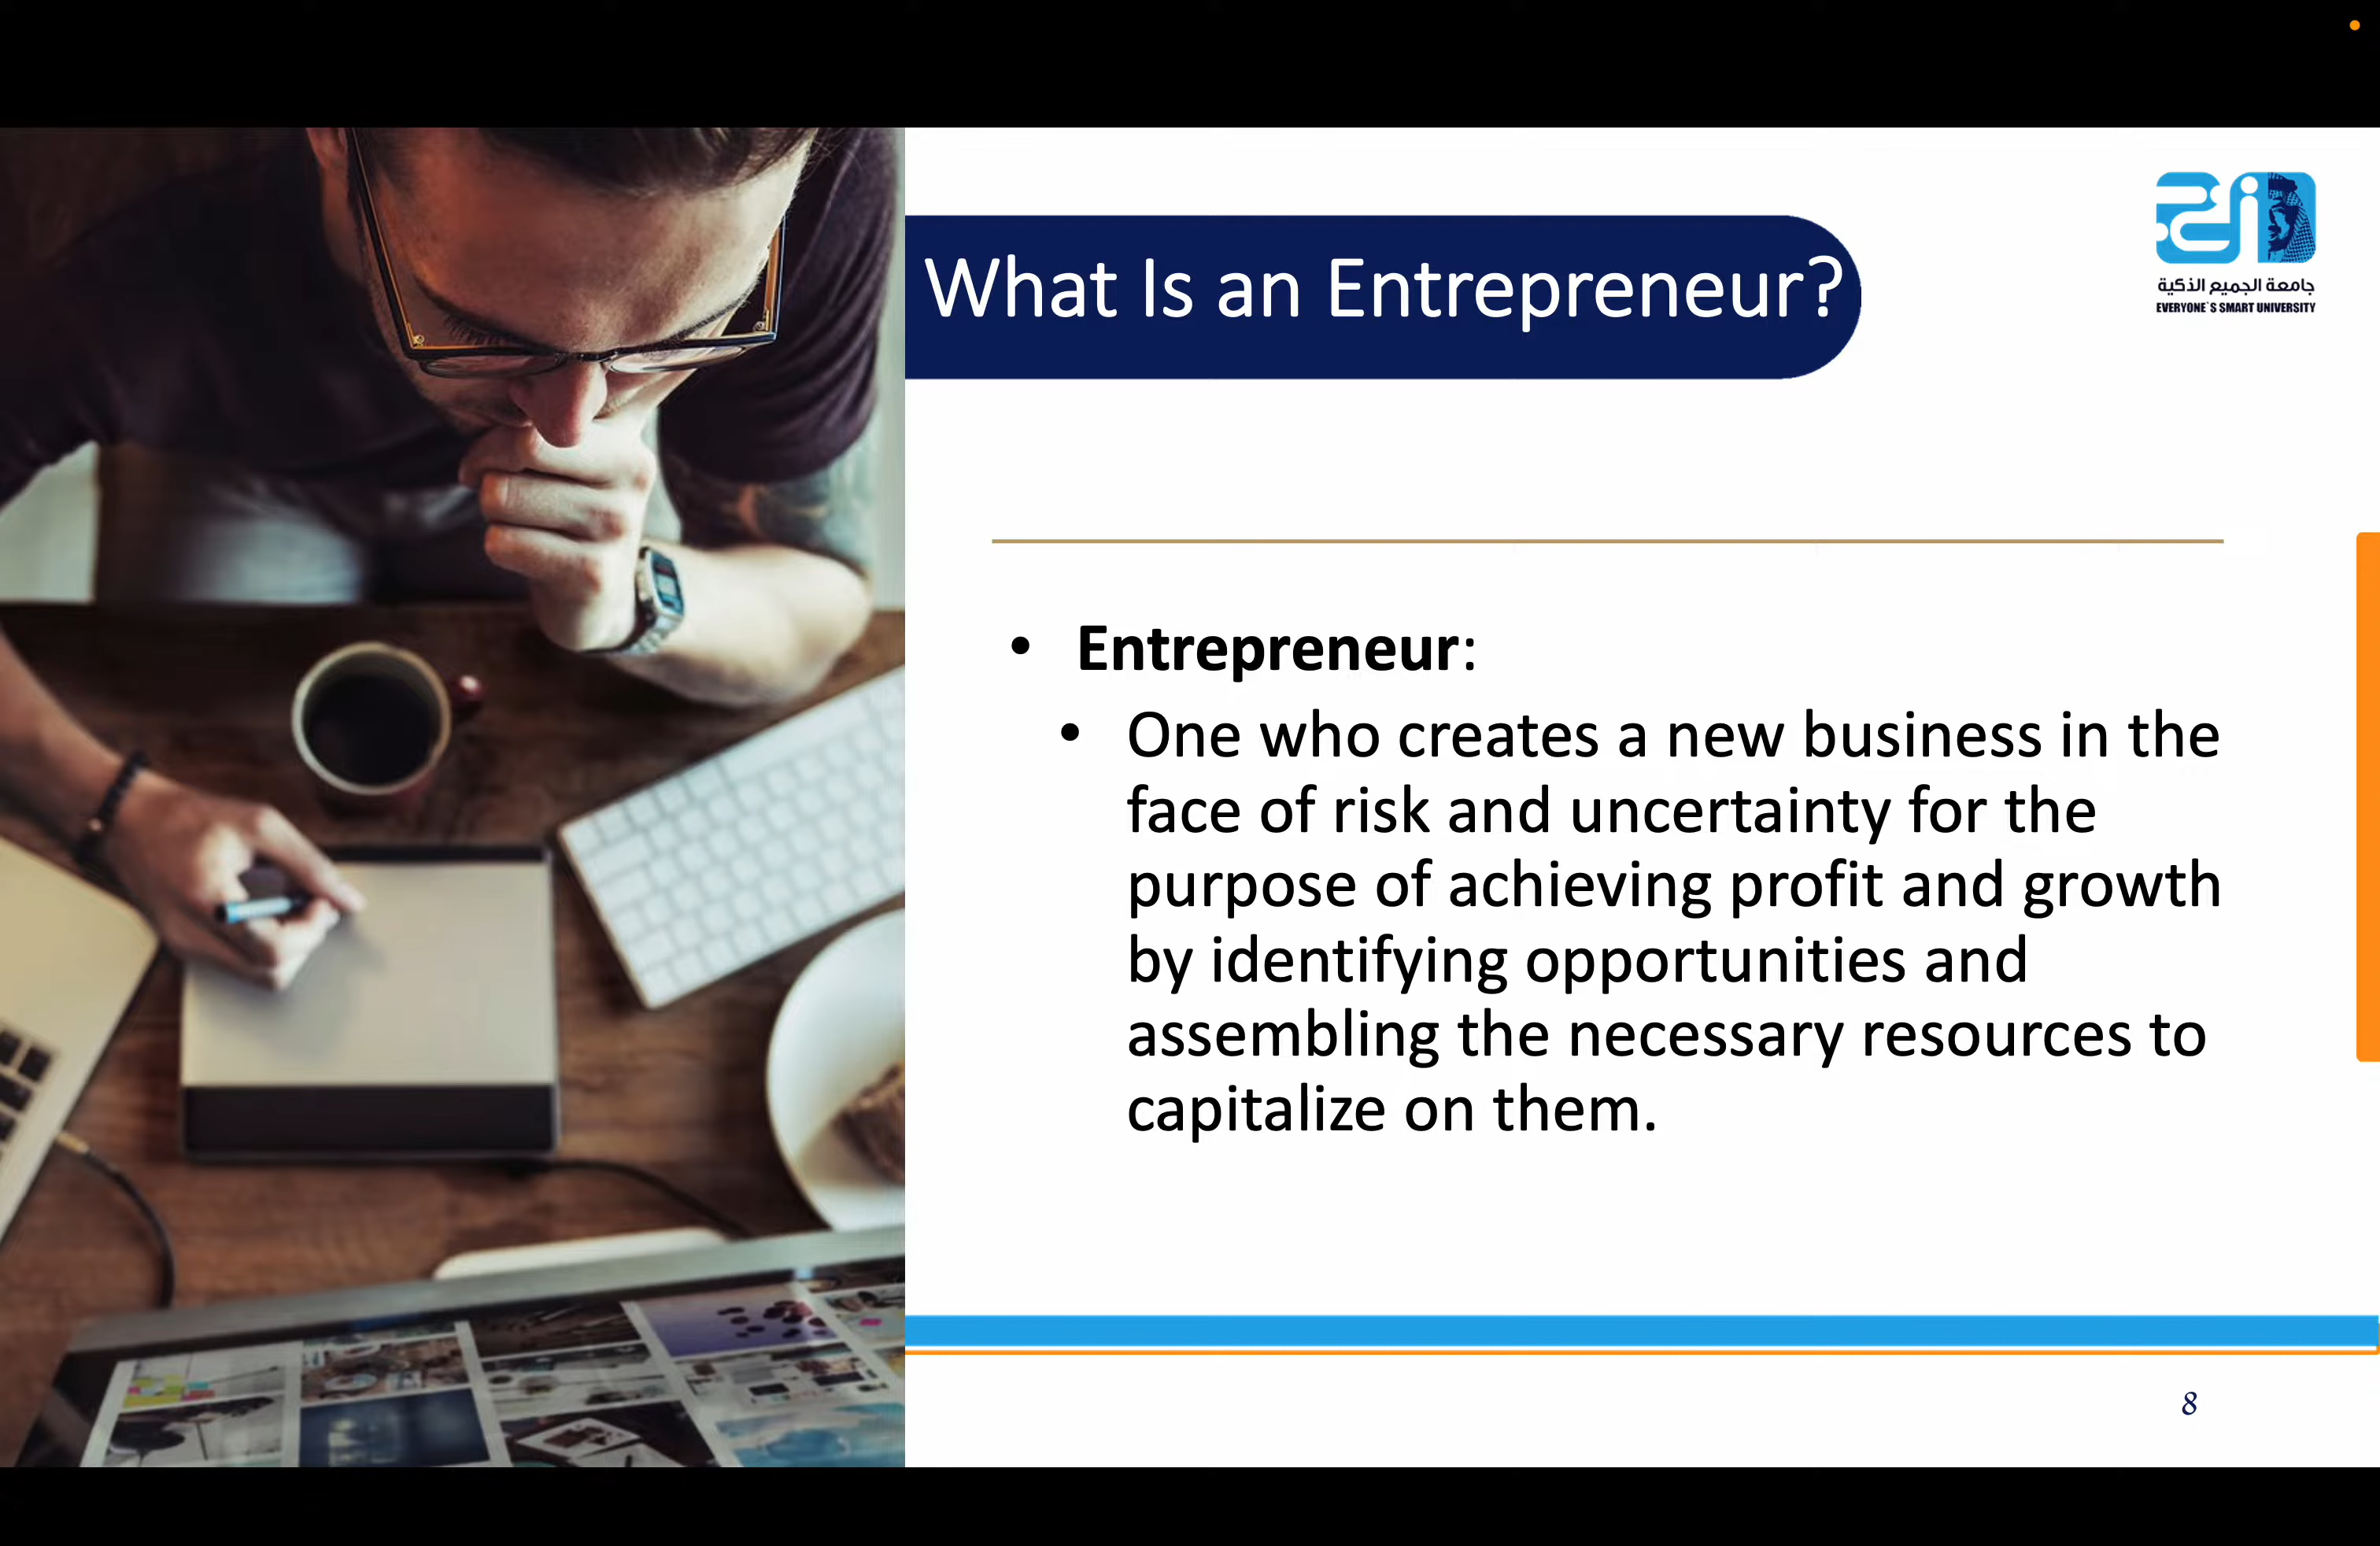 What Is an Entrepreneur?
جامعة الجميع الذكية
EVERYONE`S SMART UNIVERSITY
• Entrepreneur:
• One who creates a new business in the
face of risk and uncertainty for the
purpose of achieving profit and growth
by identifying opportunities and
assembling the necessary resources to
capitalize on them.
8